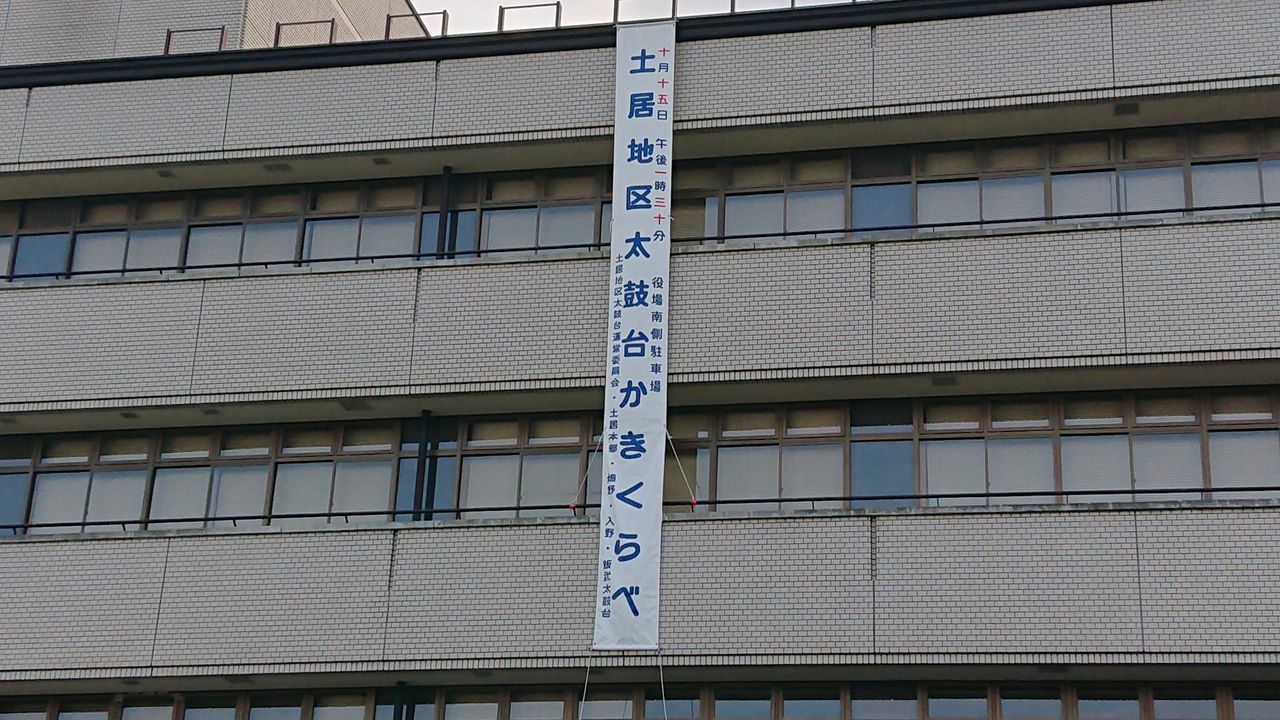 十月十五日 午後一時三十分 役場南側駐車場
土居地区太鼓台かきくらべ
土居地区太鼓台運営委員会・土居本郷・畑野・入野・飯武太鼓台